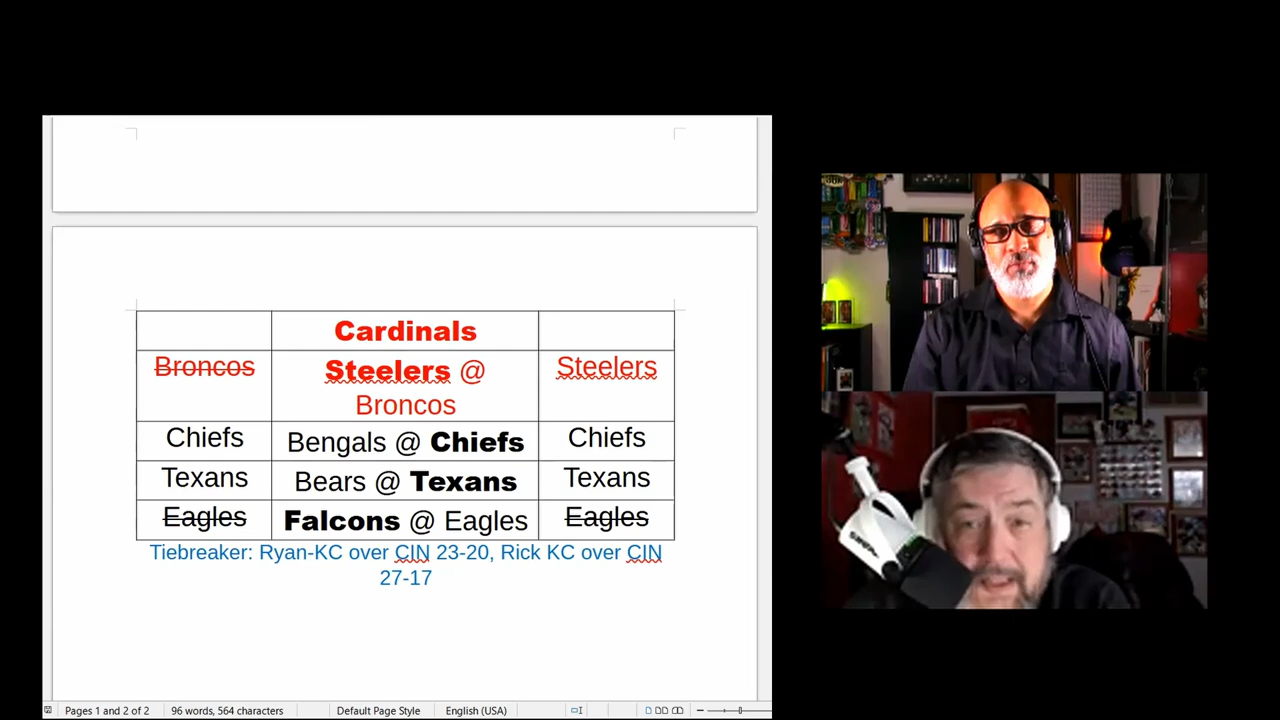 Cardinals
Broncos Steelers @ Broncos Steelers
Chiefs Bengals @ Chiefs Chiefs
Texans Bears @ Texans Texans
Eagles Falcons @ Eagles Eagles
Tiebreaker: Ryan-KC over CIN 23-20, Rick KC over CIN
27-17
Pages 1 and 2 of 2 96 words, 564 characters Default Page Style English (USA)